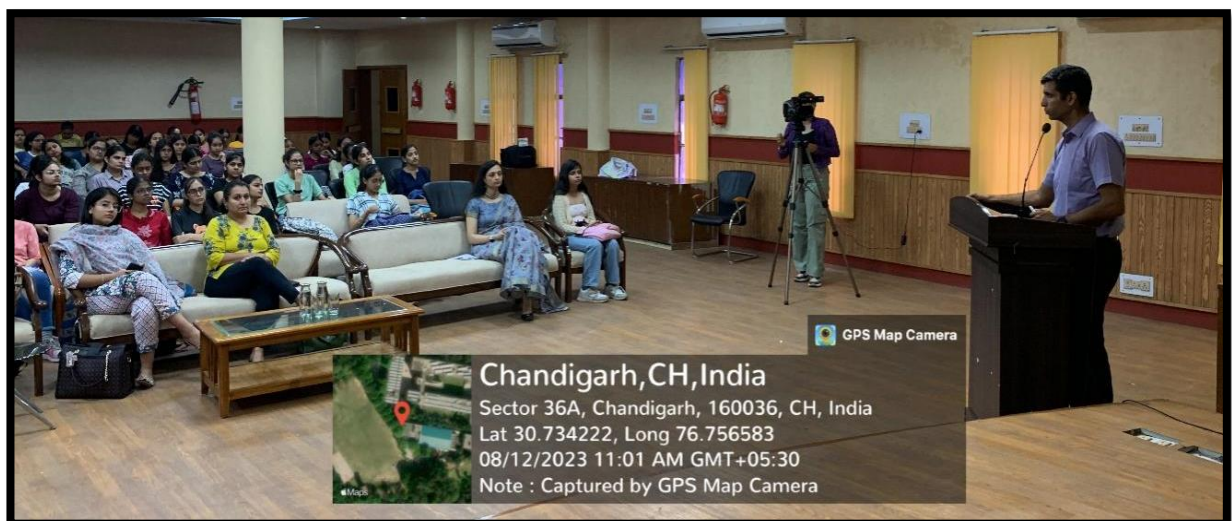 GPS Map Camera
Chandigarh,CH,India
Sector 36A, Chandigarh, 160036, CH, India
Lat 30.734222, Long 76.756583
08/12/2023 11:01 AM GMT+05:30
Note : Captured by GPS Map Camera
Maps